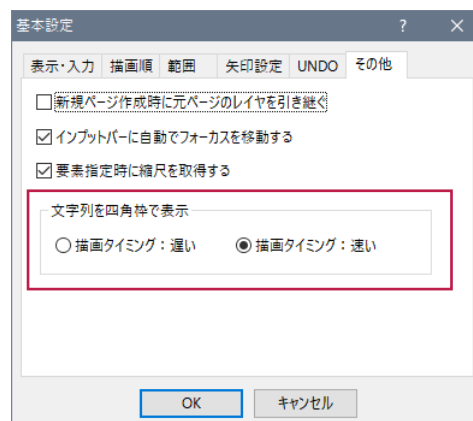 基本設定 ? ×
表示・入力 描画順 範囲 矢印設定 UNDO その他
新規ページ作成時に元ページのレイヤを引き継ぐ
インプットバーに自動でフォーカスを移動する
要素指定時に縮尺を取得する
文字列を四角枠で表示
描画タイミング：遅い 描画タイミング：速い
OK キャンセル